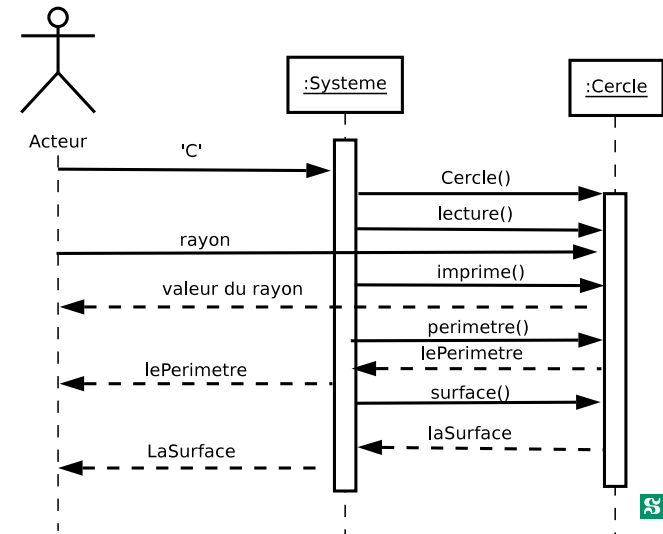 :Systeme
:Cercle
Acteur
'C'
Cercle()
lecture()
rayon
imprime()
valeur du rayon
perimetre()
lePerimetre
lePerimetre
surface()
laSurface
LaSurface
S